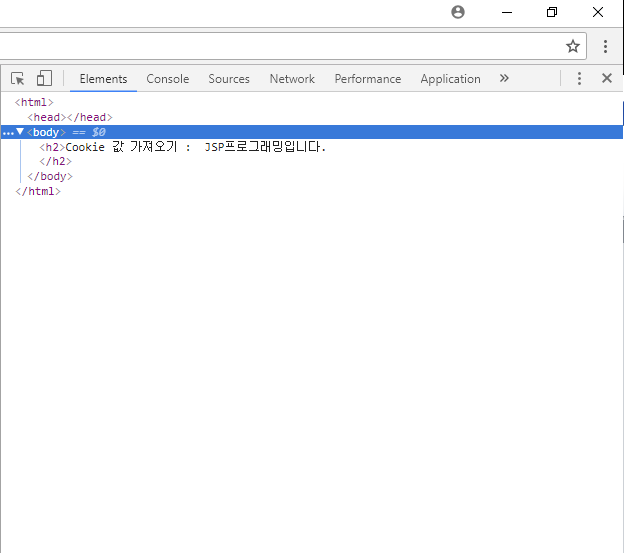 Elements Console Sources Network Performance Application »
<html>
<head></head>
<body> == $0
<h2>Cookie 값 가져오기 :  JSP프로그래밍입니다.
</h2>
</body>
</html>